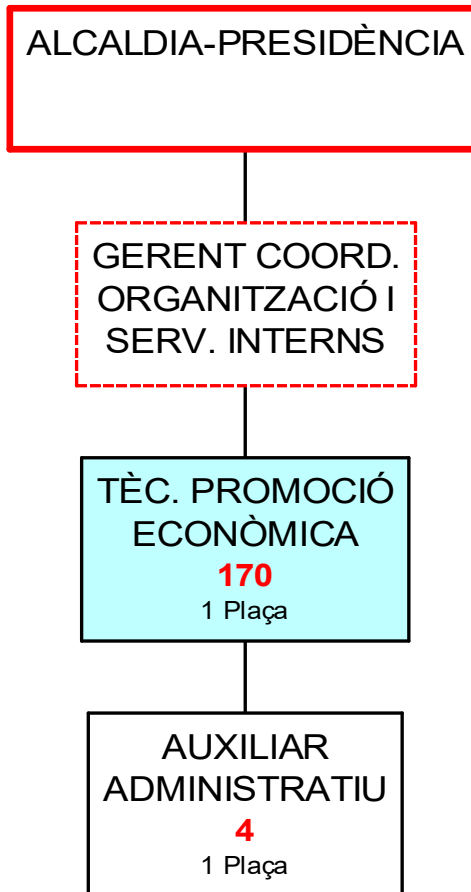 ALCALDIA-PRESIDÈNCIA
GERENT COORD.
ORGANITZACIÓ I
SERV. INTERNS
TÈC. PROMOCIÓ
ECONÒMICA
170
1 Plaça
AUXILIAR
ADMINISTRATIU
4
1 Plaça